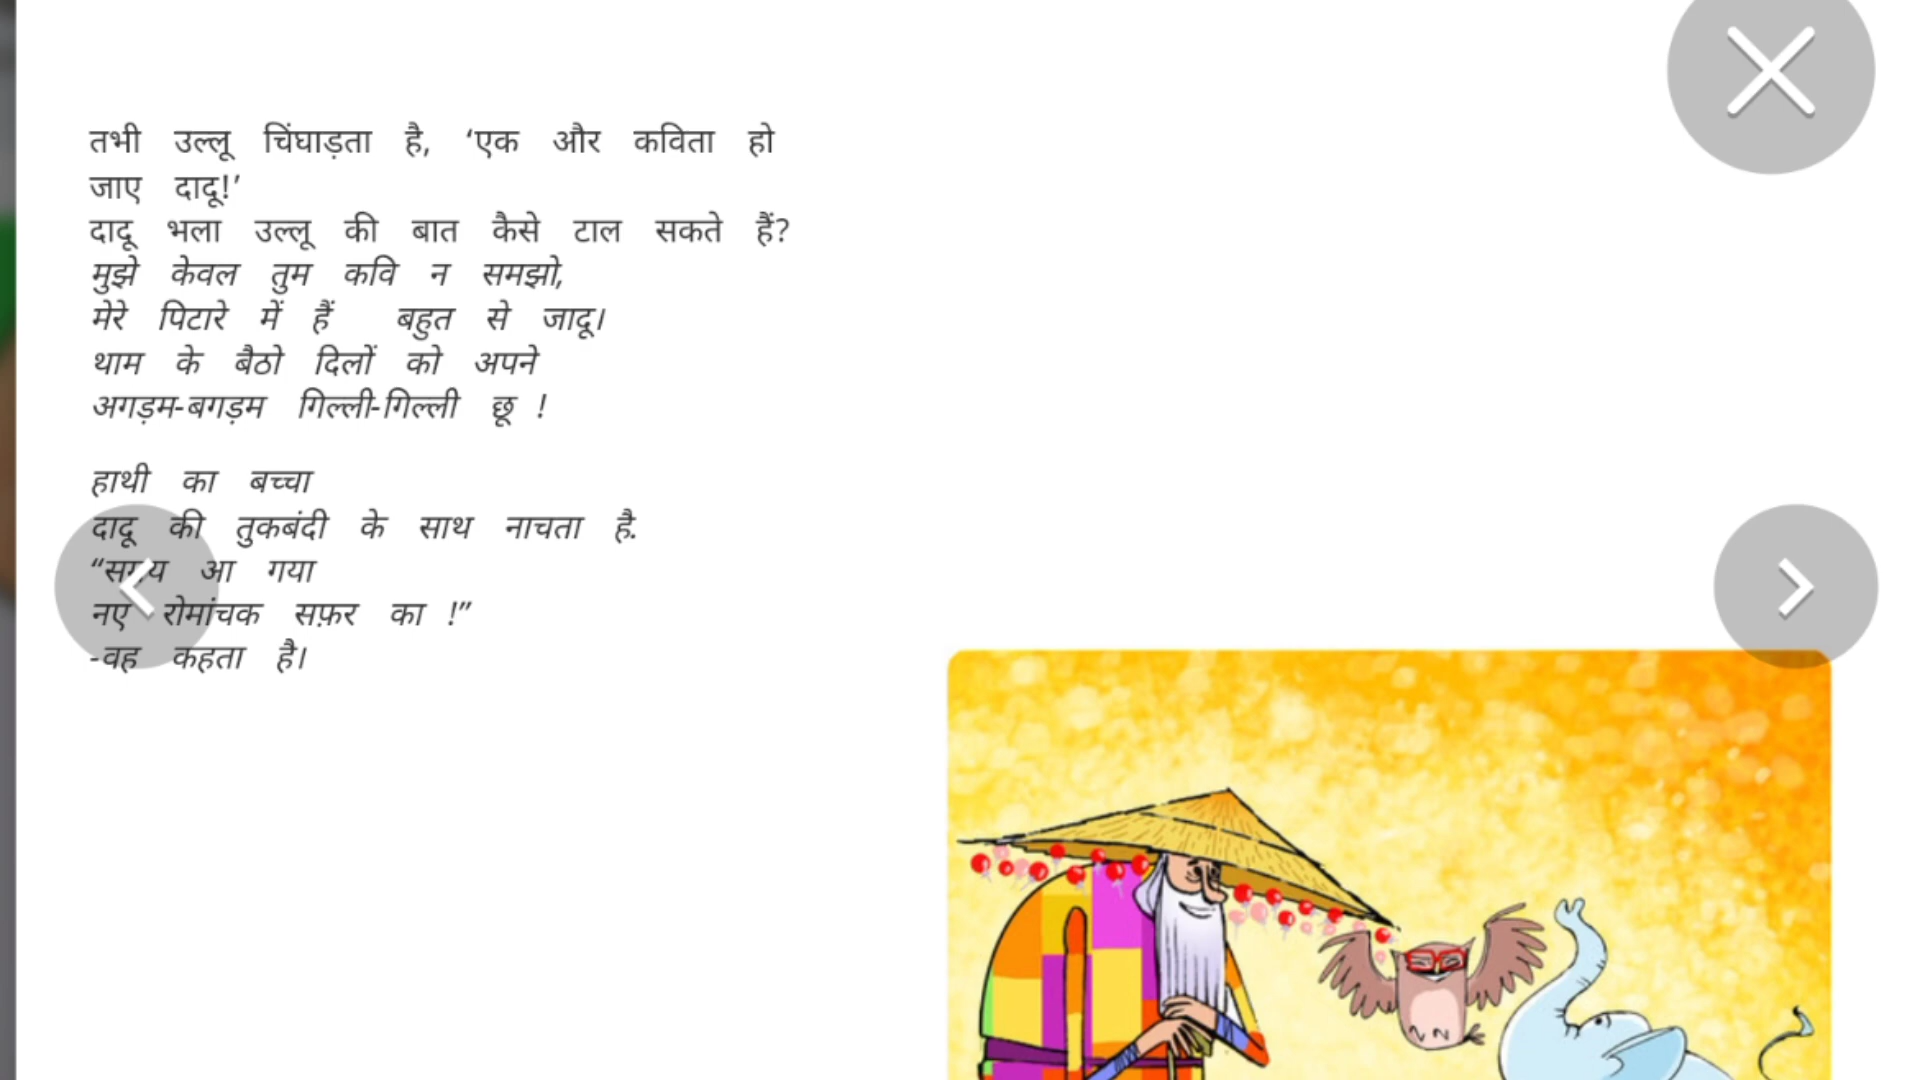 तभी उल्लू चिंघाड़ता है, ‘एक और कविता हो
जाए दादू!’
दादू भला उल्लू की बात कैसे टाल सकते हैं?
मुझे केवल तुम कवि न समझो,
मेरे पिटारे में हैं बहुत से जादू।
थाम के बैठो दिलों को अपने
अगड़म-बगड़म गिल्ली-गिल्ली छू !
हाथी का बच्चा
दादू की तुकबंदी के साथ नाचता है.
“समय आ गया
नए रोमांचक सफ़र का !”
-वह कहता है।